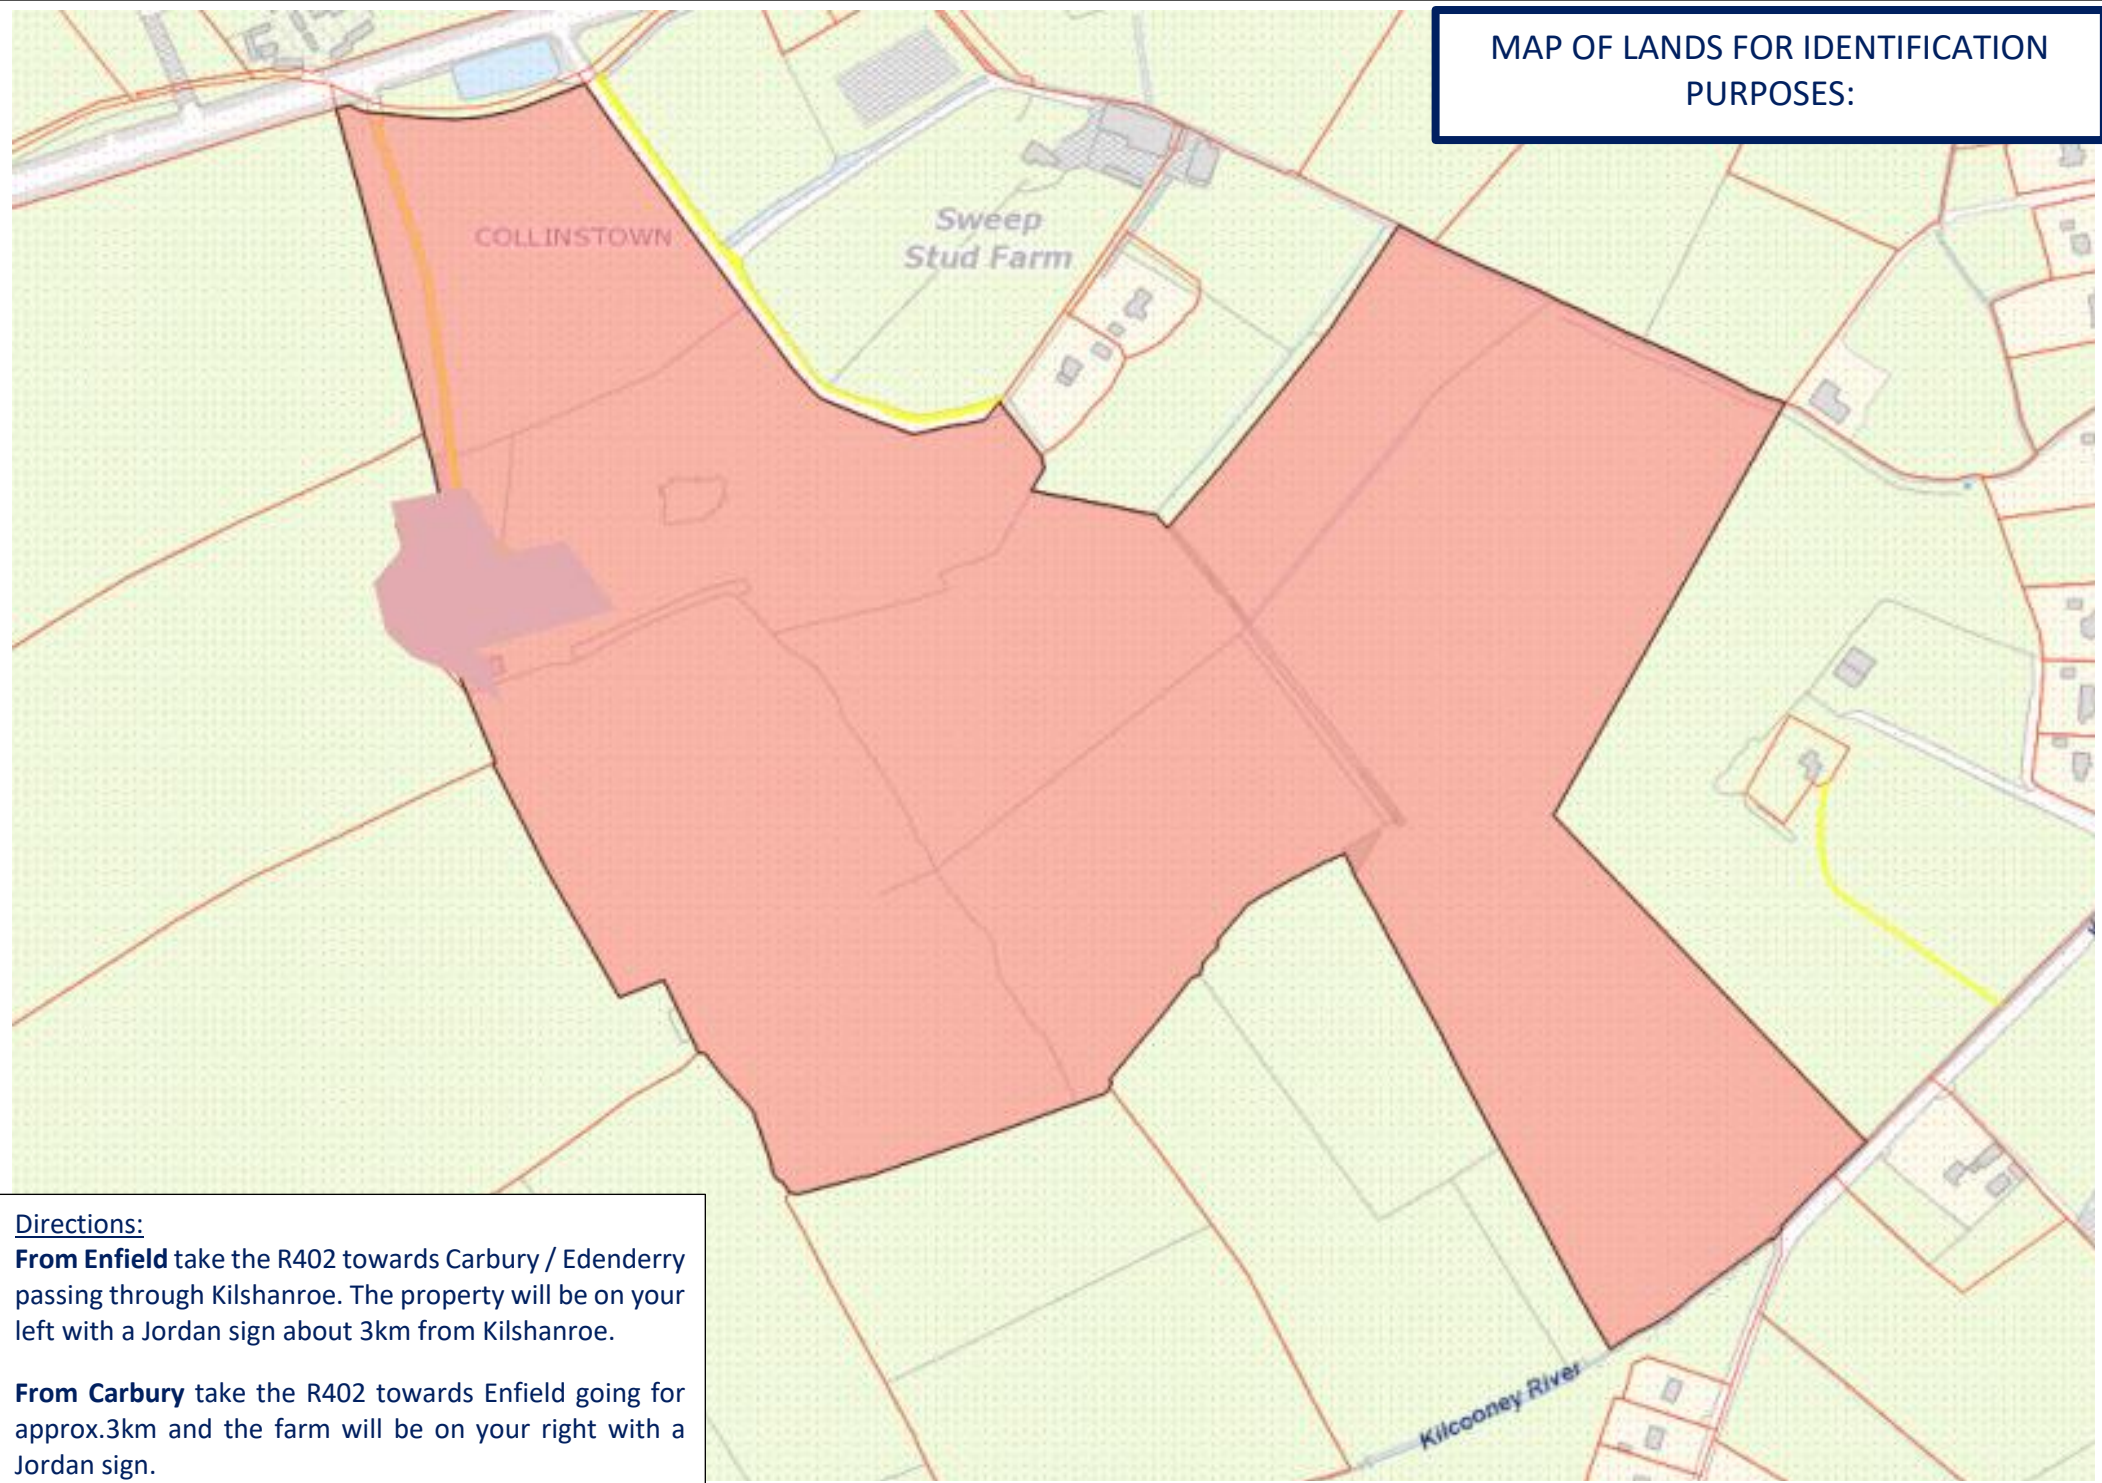 MAP OF LANDS FOR IDENTIFICATION
PURPOSES:
COLLINSTOWN
Sweep
Stud Farm
Kilcooney River
Directions:
From Enfield take the R402 towards Carbury / Edenderry
passing through Kilshanroe. The property will be on your
left with a Jordan sign about 3km from Kilshanroe.
From Carbury take the R402 towards Enfield going for
approx.3km and the farm will be on your right with a
Jordan sign.